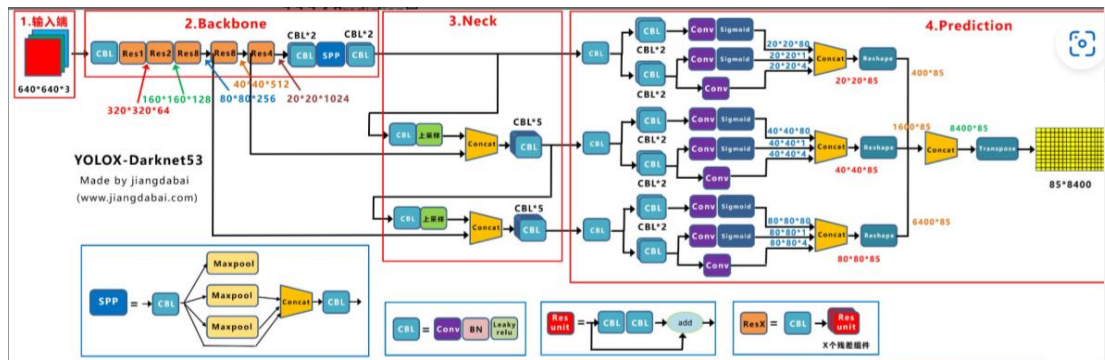 1.输入端
640*640*3
2.Backbone
CBL
Res1
Res2
Res8
Res8
Res4
CBL*2
CBL
SPP
CBL*2
CBL
320*320*64
160*160*128
80*80*256
40*40*512
20*20*1024
YOLOX-Darknet53
Made by jiangdabai
(www.jiangdabai.com)
3.Neck
CBL
上采样
Concat
CBL*5
CBL
CBL
上采样
Concat
CBL*5
CBL
4.Prediction
CBL
CBL
CBL*2
CBL
CBL*2
Conv
Sigmoid
Conv
Sigmoid
Conv
20*20*80
20*20*1
20*20*4
Concat
20*20*85
Reshape
400*85
CBL
CBL
CBL*2
CBL
CBL*2
Conv
Sigmoid
Conv
Sigmoid
Conv
40*40*80
40*40*1
40*40*4
Concat
40*40*85
Reshape
1600*85
CBL
CBL
CBL*2
CBL
CBL*2
Conv
Sigmoid
Conv
Sigmoid
Conv
80*80*80
80*80*1
80*80*4
Concat
80*80*85
Reshape
6400*85
Concat
8400*85
Transpose
85*8400
SPP
=
CBL
Maxpool
Maxpool
Maxpool
Concat
CBL
CBL
=
Conv
BN
Leaky
relu
Res
unit
=
CBL
CBL
add
ResX
=
CBL
Res
unit
X个残差组件